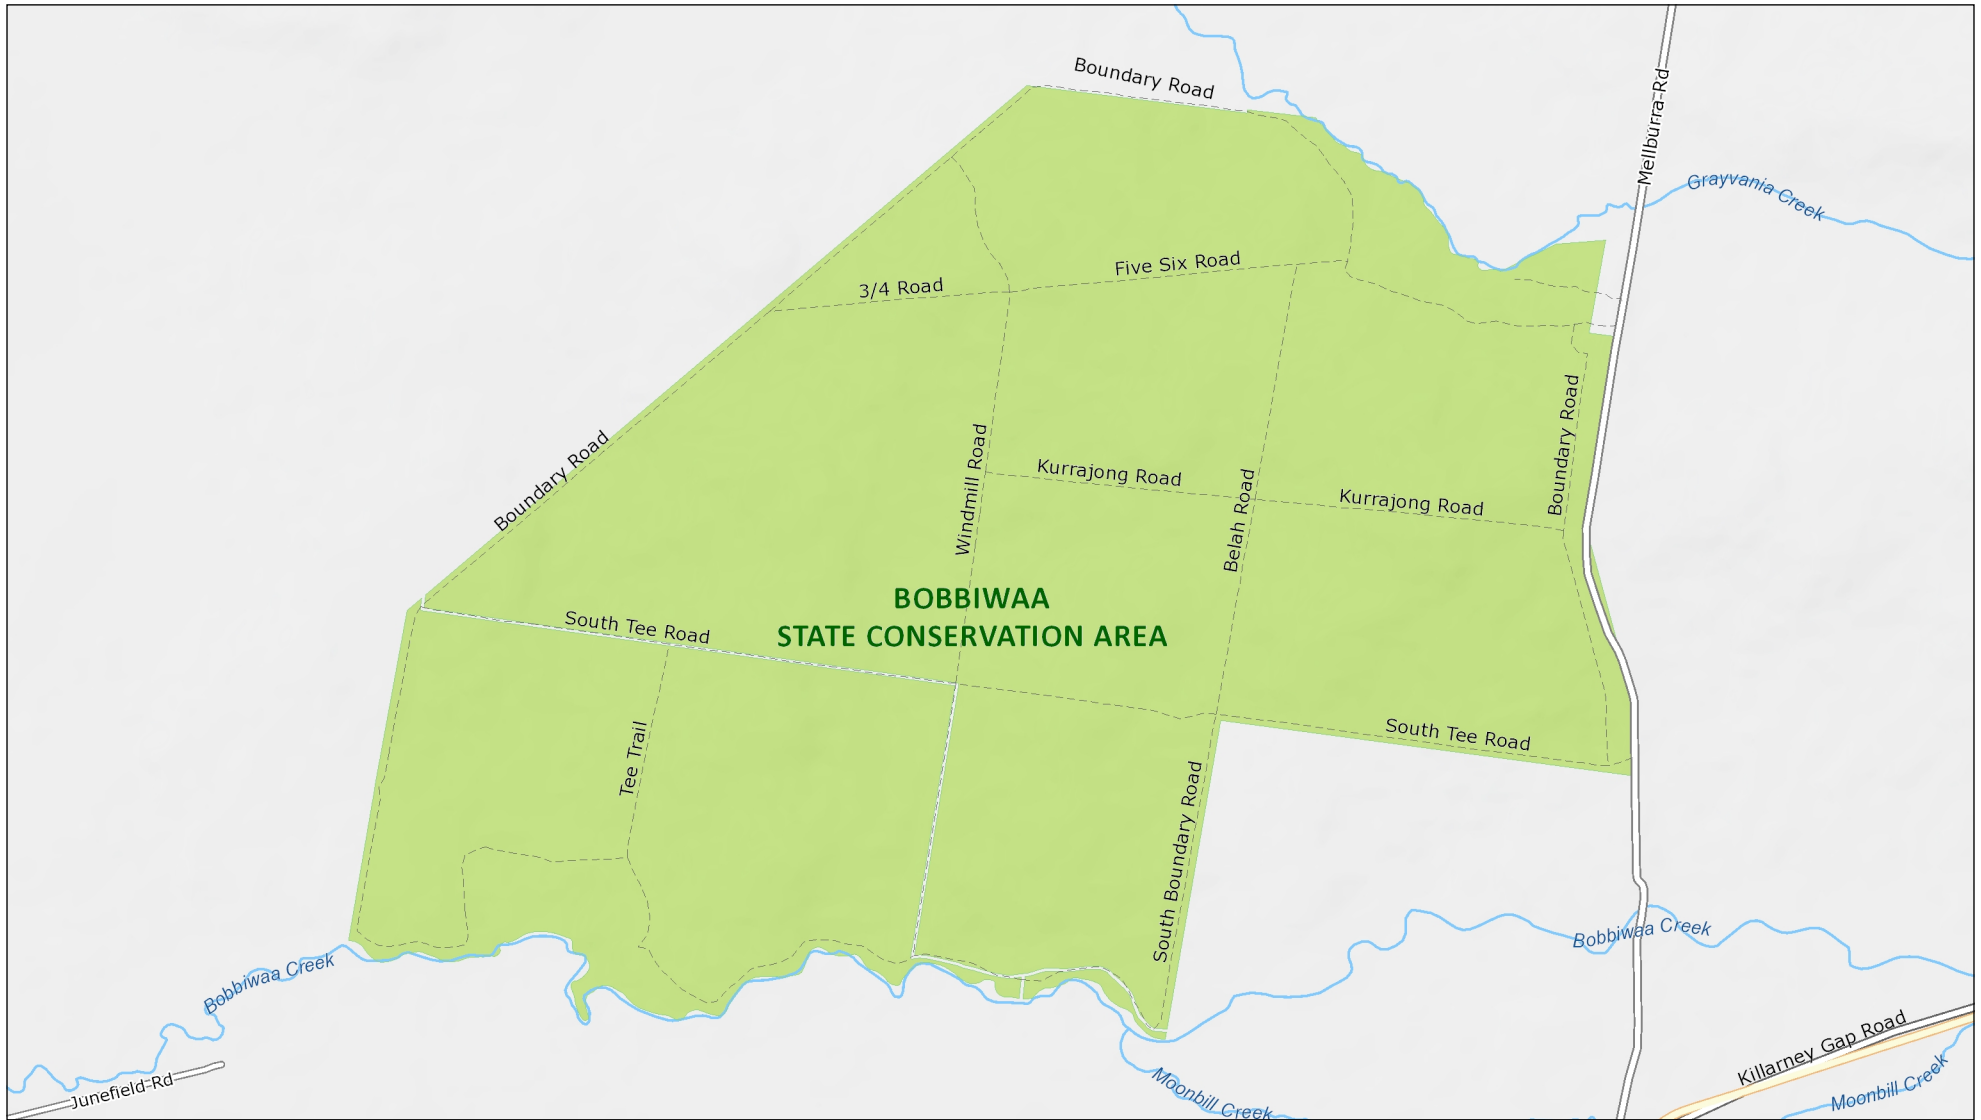 Boundary Road
Mellburra Rd
Grayvania Creek
Five Six Road
3/4 Road
Boundary Road
Boundary Road
Windmill Road
Kurrajong Road
Belah Road
Kurrajong Road
BOBBIWAA
STATE CONSERVATION AREA
South Tee Road
South Tee Road
Tee Trail
South Boundary Road
Bobbiwaa Creek
Bobbiwaa Creek
Killarney Gap Road
Junefield Rd
Moonbill Creek
Moonbill Creek